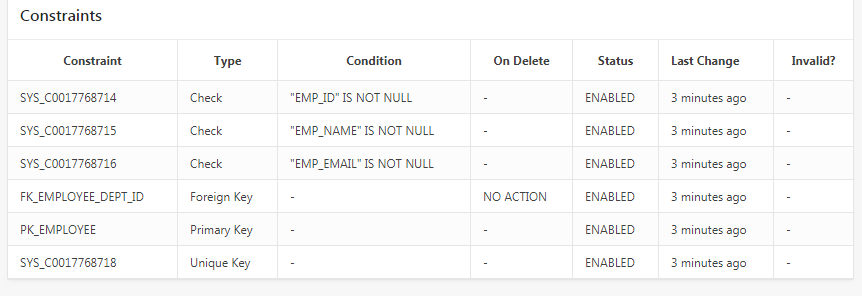 Constraints
Constraint Type Condition On Delete Status Last Change Invalid?
SYS_C0017768714 Check "EMP_ID" IS NOT NULL - ENABLED 3 minutes ago -
SYS_C0017768715 Check "EMP_NAME" IS NOT NULL - ENABLED 3 minutes ago -
SYS_C0017768716 Check "EMP_EMAIL" IS NOT NULL - ENABLED 3 minutes ago -
FK_EMPLOYEE_DEPT_ID Foreign Key - NO ACTION ENABLED 3 minutes ago -
PK_EMPLOYEE Primary Key - - ENABLED 3 minutes ago -
SYS_C0017768718 Unique Key - - ENABLED 3 minutes ago -